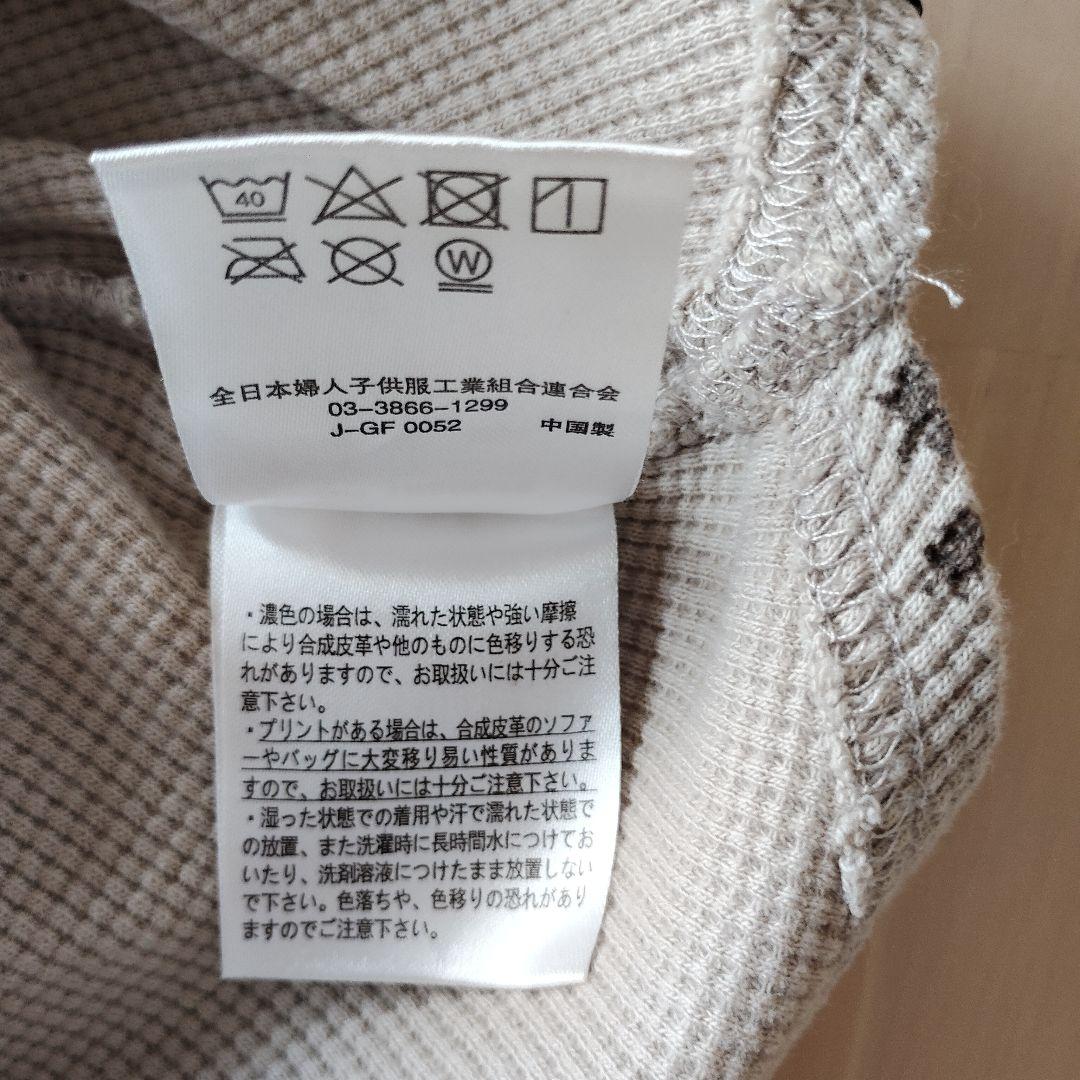 40
W
全日本婦人子供服工業組合連合会
03-3866-1299
J-GF 0052 中国製
・濃色の場合は、濡れた状態や強い摩擦
により合成皮革や他のものに色移りする恐
れがありますので、お取扱いには十分ご注
意下さい。
・プリントがある場合は、合成皮革のソファ
ーやバッグに大変移り易い性質がありま
すので、お取扱いには十分ご注意下さい。
・湿った状態での着用や汗で濡れた状態で
の放置、また洗濯時に長時間水につけてお
いたり、洗剤溶液につけたまま放置しない
で下さい。色落ちや、色移りの恐れがあり
ますのでご注意下さい。